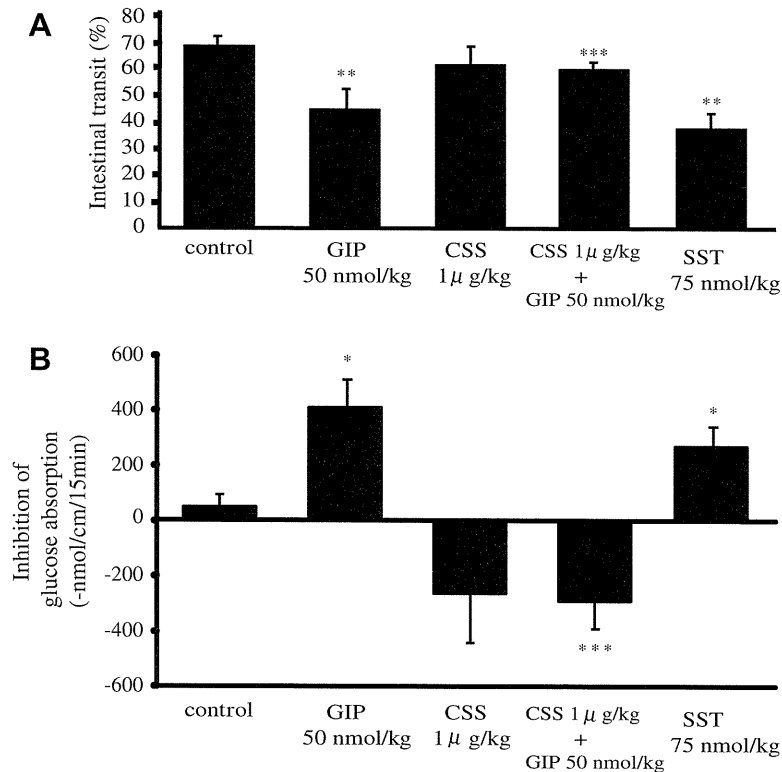 A
Intestinal transit (%)
80
70
60
50
40
30
20
10
0
**
***
**
control
GIP
50 nmol/kg
CSS
1μ g/kg
CSS 1μ g/kg
+
GIP 50 nmol/kg
SST
75 nmol/kg
B
Inhibition of
glucose absorption
(-nmol/cm/15min)
600
400
200
0
-200
-400
-600
*
***
*
control
GIP
50 nmol/kg
CSS
1μ g/kg
CSS 1μ g/kg
+
GIP 50 nmol/kg
SST
75 nmol/kg